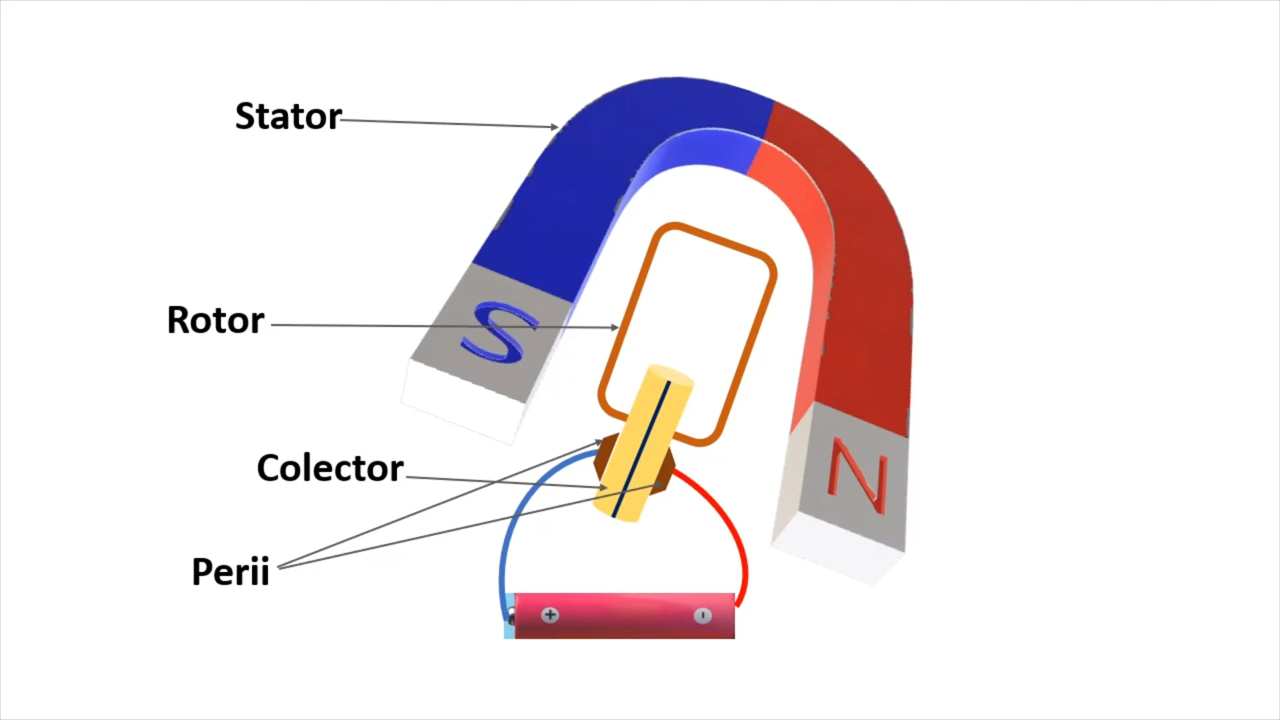 Stator
Rotor
S
N
Colector
Perii
+
-